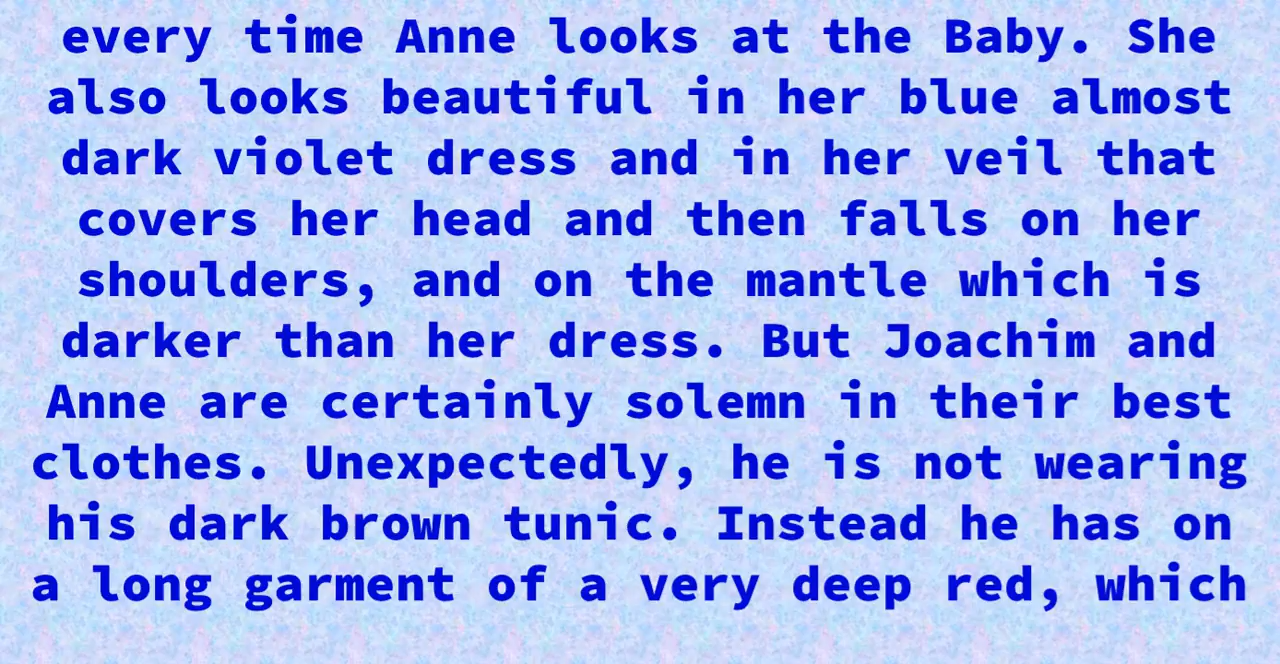 every time Anne looks at the Baby. She
also looks beautiful in her blue almost
dark violet dress and in her veil that
covers her head and then falls on her
shoulders, and on the mantle which is
darker than her dress. But Joachim and
Anne are certainly solemn in their best
clothes. Unexpectedly, he is not wearing
his dark brown tunic. Instead he has on
a long garment of a very deep red, which